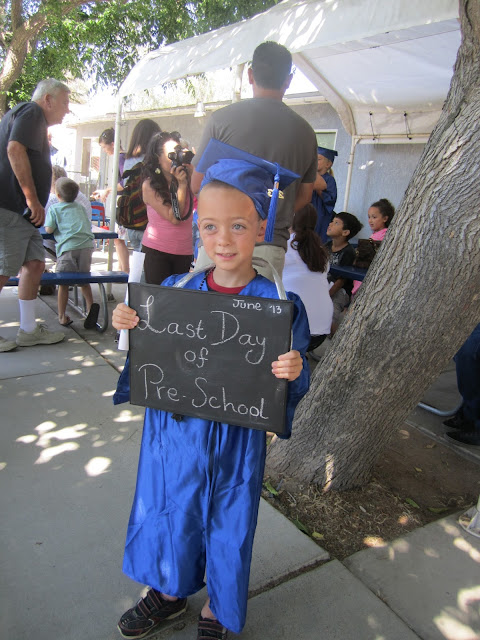 June '13
Last Day
of
Pre-School